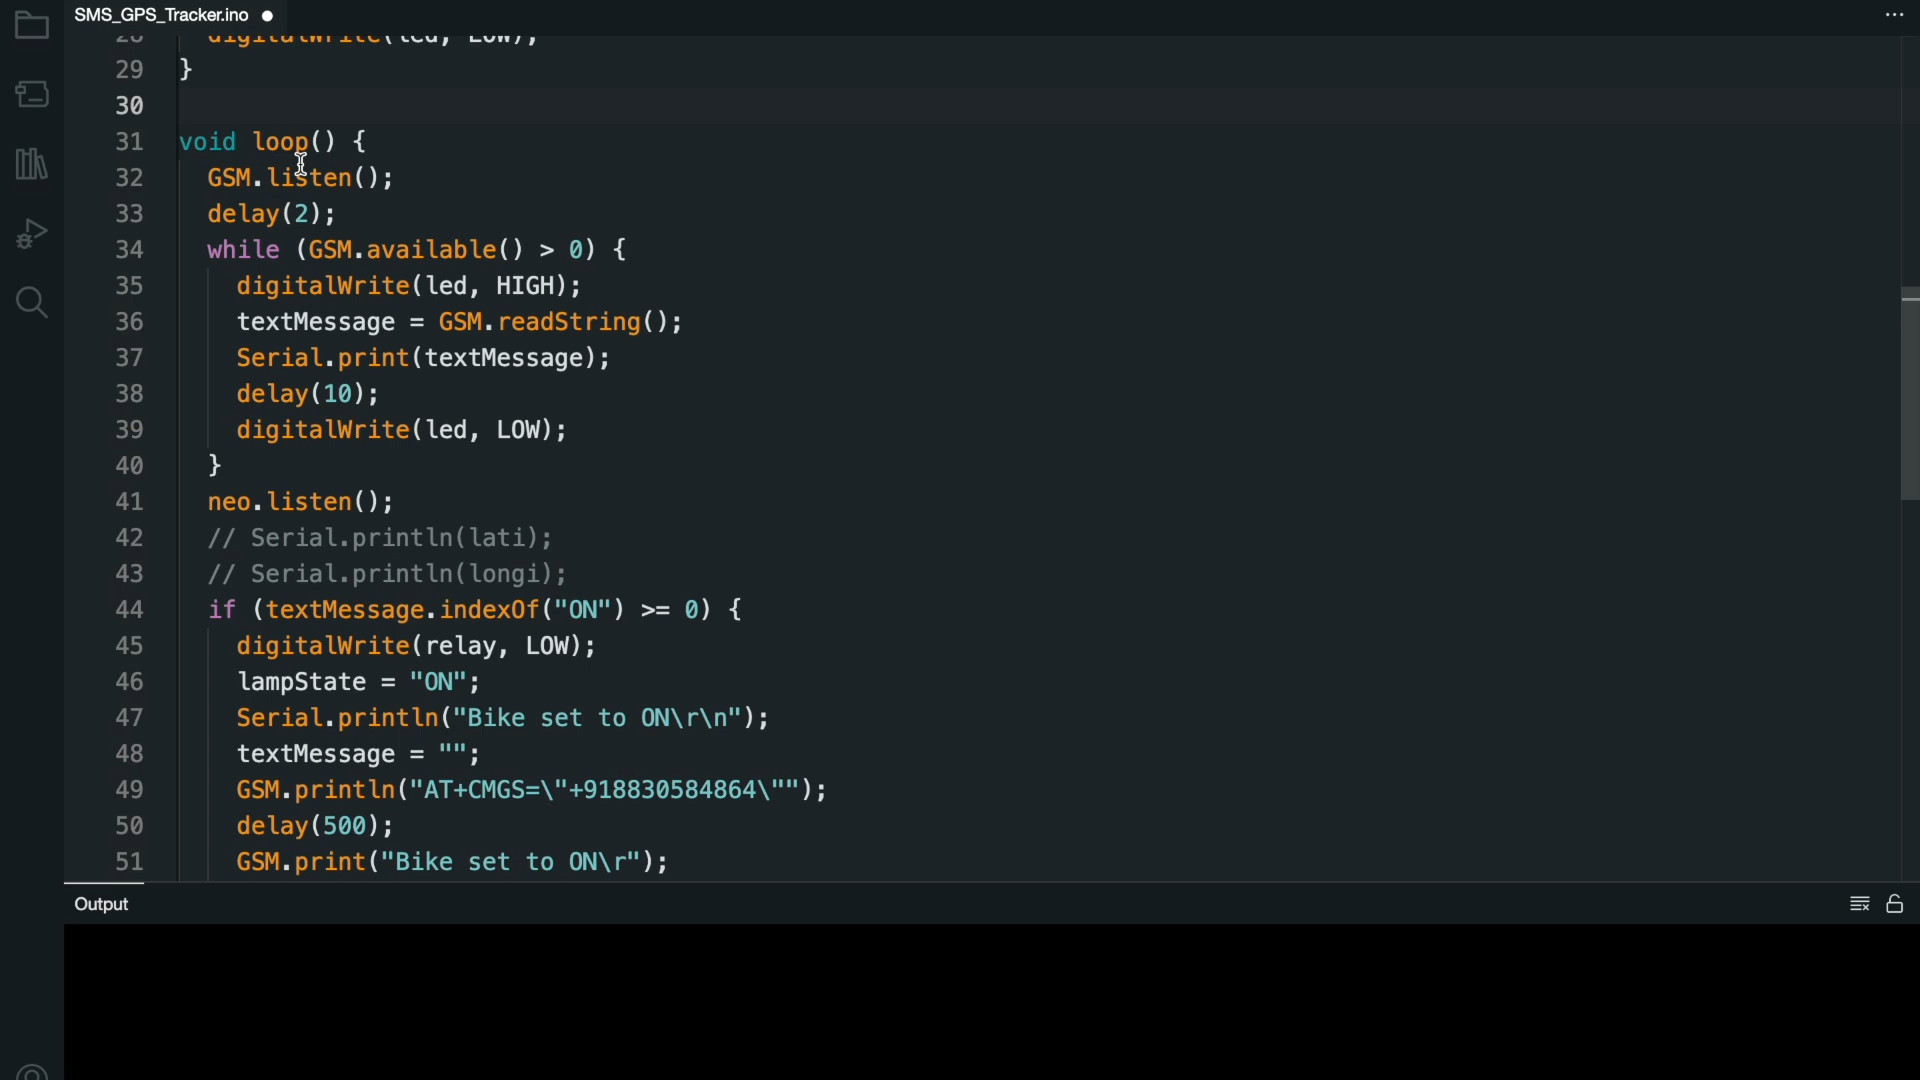 SMS_GPS_Tracker.ino
28 digitalWrite(led, LOW);
29 }
30
31 void loop() {
32 GSM.listen();
33 delay(2);
34 while (GSM.available() > 0) {
35 digitalWrite(led, HIGH);
36 textMessage = GSM.readString();
37 Serial.print(textMessage);
38 delay(10);
39 digitalWrite(led, LOW);
40 }
41 neo.listen();
42 // Serial.println(lati);
43 // Serial.println(longi);
44 if (textMessage.indexOf("ON") >= 0) {
45 digitalWrite(relay, LOW);
46 lampState = "ON";
47 Serial.println("Bike set to ON\r\n");
48 textMessage = "";
49 GSM.println("AT+CMGS=\"+918830584864\"");
50 delay(500);
51 GSM.print("Bike set to ON\r");
Output